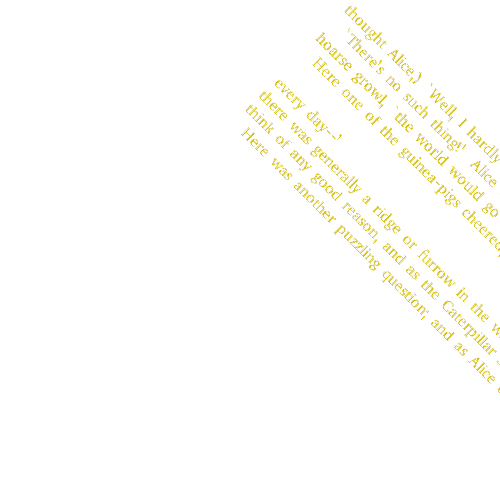 thought Alice,) `Well, I hardly
`There's no such thing!' Alice
hoarse growl, `the world would go
Here one of the guinea-pigs cheered,
every day--'
there was generally a ridge or furrow in the
think of any good reason, and as the Caterpillar
Here was another puzzling question; and as Alice